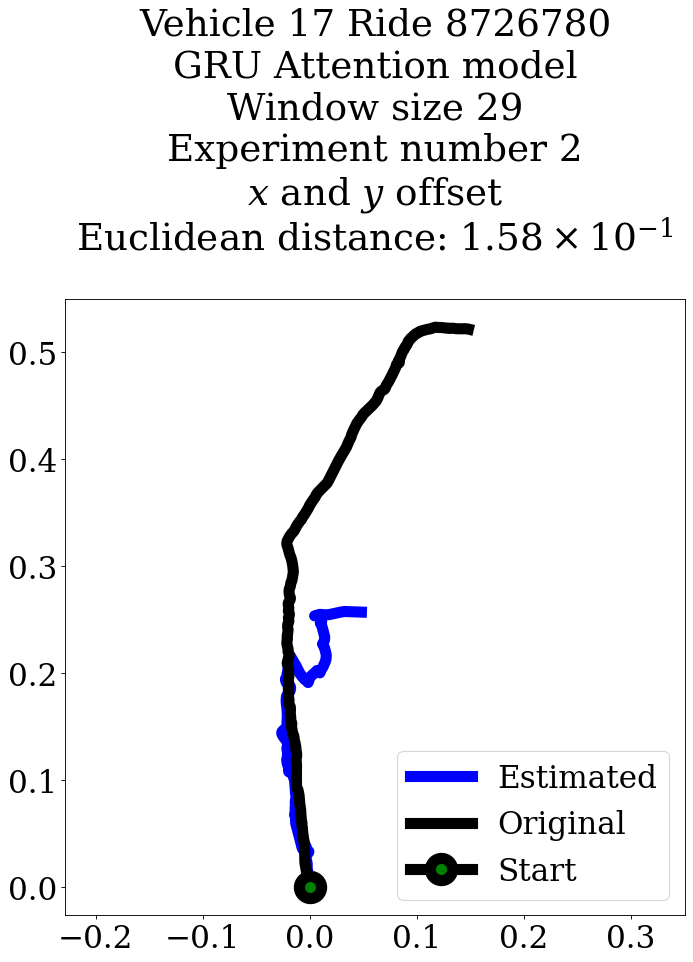 Vehicle 17 Ride 8726780
GRU Attention model
Window size 29
Experiment number 2
x and y offset
Euclidean distance: 1.58 × 10⁻¹
0.5
0.4
0.3
0.2
0.1
0.0
Estimated
Original
Start
−0.2 −0.1 0.0 0.1 0.2 0.3